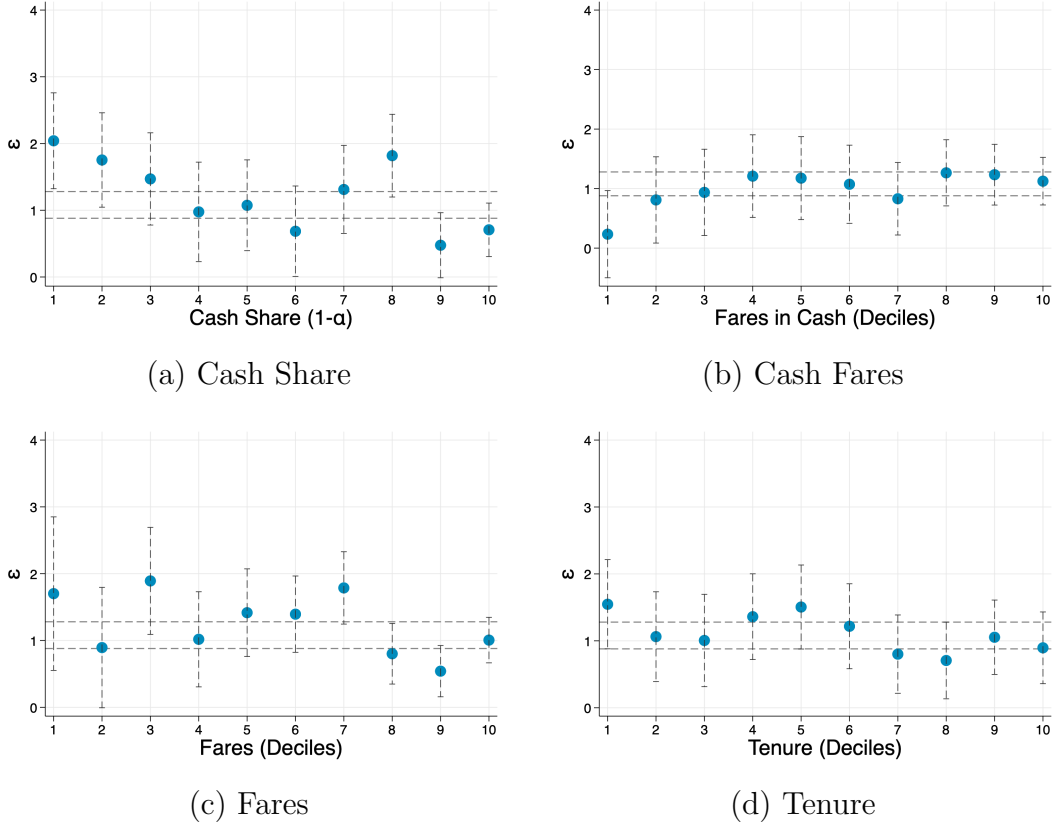 4
3
2
1
0
ε
1 2 3 4 5 6 7 8 9 10
Cash Share (1-α)
(a) Cash Share
4
3
2
1
0
ε
1 2 3 4 5 6 7 8 9 10
Fares in Cash (Deciles)
(b) Cash Fares
4
3
2
1
0
ε
1 2 3 4 5 6 7 8 9 10
Fares (Deciles)
(c) Fares
4
3
2
1
0
ε
1 2 3 4 5 6 7 8 9 10
Tenure (Deciles)
(d) Tenure